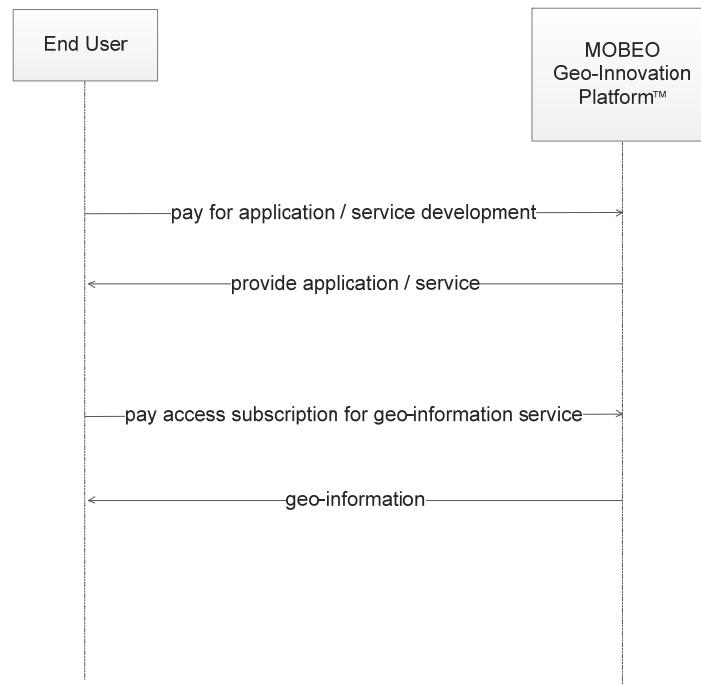 End User
MOBEO
Geo-Innovation
Platform™
pay for application / service development
provide application / service
pay access subscription for geo-information service
geo-information